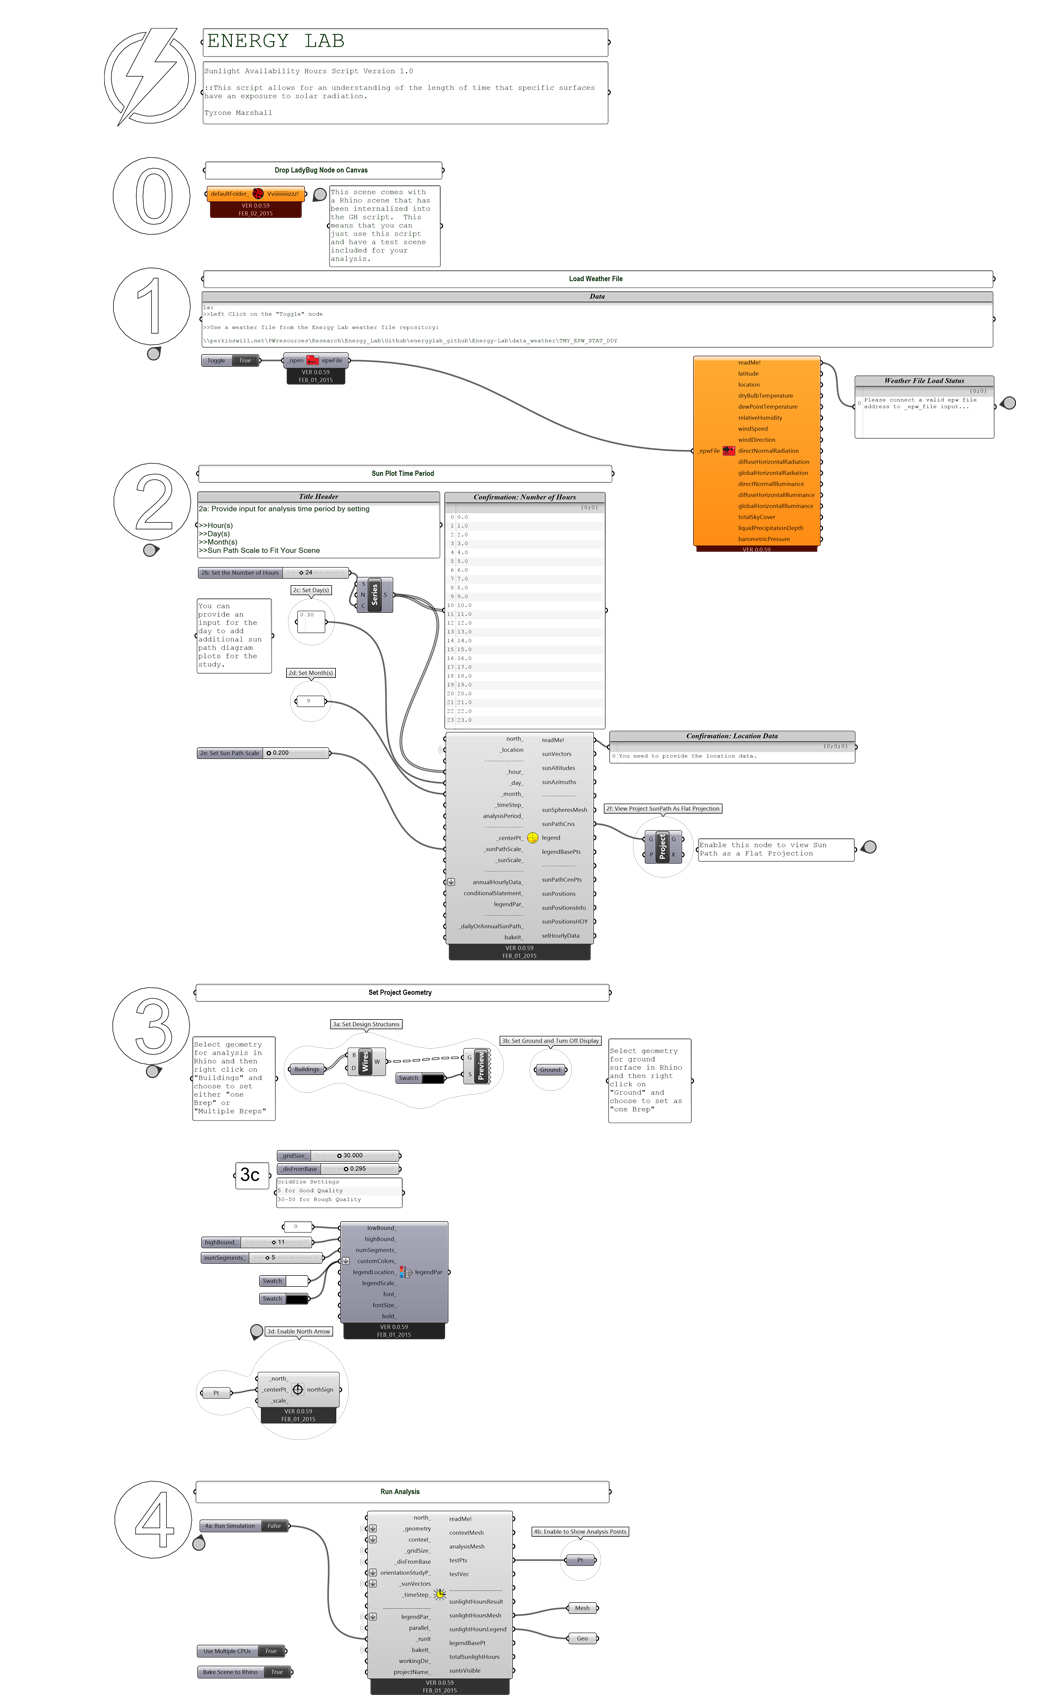 ENERGY LAB
Sunlight Availability Hours Script Version 1.0
::This script allows for an understanding of the length of time that specific surfaces
have an exposure to solar radiation.
Tyrone Marshall
0
Drop LadyBug Node on Canvas
defaultFolder_
Vviiiiiiizzz!
VER 0.0.59
FEB_02_2015
This scene comes with
a Rhino scene that has
been internalized into
the GH script.  This
means that you can
just use this script
and have a test scene
included for your
analysis.
1
Load Weather File
Data
1a:
>>Left Click on the "Toggle" node
>>Use a weather file from the Energy Lab weather file repository:
\\perkinswill.net\PWresources\Research\Energy_Lab\Github\energylab_github\Energy-Lab\data_weather\TMY_EPW_STAT_DDY
Toggle True
_open epwFile
VER 0.0.59
FEB_01_2015
_epwFile
readMe!
latitude
location
dryBulbTemperature
dewPointTemperature
relativeHumidity
windSpeed
windDirection
directNormalRadiation
diffuseHorizontalRadiation
globalHorizontalRadiation
directNormalIlluminance
diffuseHorizontalIlluminance
globalHorizontalIlluminance
totalSkyCover
liquidPrecipitationDepth
barometricPressure
VER 0.0.59
Weather File Load Status
{0;0}
0 Please connect a valid epw file
address to _epw_file input...
2
Sun Plot Time Period
Title Header
2a: Provide input for analysis time period by setting
>>Hour(s)
>>Day(s)
>>Month(s)
>>Sun Path Scale to Fit Your Scene
Confirmation: Number of Hours
{0;0}
0 0.0
1 1.0
2 2.0
3 3.0
4 4.0
5 5.0
6 6.0
7 7.0
8 8.0
9 9.0
10 10.0
11 11.0
12 12.0
13 13.0
14 14.0
15 15.0
16 16.0
17 17.0
18 18.0
19 19.0
20 20.0
21 21.0
22 22.0
23 23.0
2b: Set the Number of Hours 24
S
N
C
Series
S
2c: Set Day(s)
0 30
You can
provide an
input for the
day to add
additional sun
path diagram
plots for the
study.
2d: Set Month(s)
9
2e: Set Sun Path Scale 0.200
north_
_location
_hour_
_day_
_month_
_timeStep_
analysisPeriod_
_centerPt_
_sunPathScale_
_sunScale_
annualHourlyData_
conditionalStatement_
legendPar_
_dailyOrAnnualSunPath_
bakeIt_
readMe!
sunVectors
sunAltitudes
sunAzimuths
sunSpheresMesh
sunPathCrvs
legend
legendBasePts
sunPathCenPts
sunPositions
sunPositionsInfo
sunPositionsHOY
selHourlyData
VER 0.0.59
FEB_01_2015
Confirmation: Location Data
{0;0;0}
0 You need to provide the location data.
2f: View Project SunPath As Flat Projection
G
P
Project
G
X
Enable this node to view Sun
Path as a Flat Projection
3
Set Project Geometry
Select geometry
for analysis in
Rhino and then
right click on
"Buildings" and
choose to set
either "one
Brep" or
"Multiple Breps"
3a: Set Design Structures
Buildings
B
D
Wires
W
Swatch
G
S
Preview
3b: Set Ground and Turn Off Display
Ground
Select geometry
for ground
surface in Rhino
and then right
click on
"Ground" and
choose to set as
"one Brep"
3c
_gridSize_ 30.000
_disFromBase 0.295
GridSize Settings
5 for Good Quality
30-50 for Rough Quality
0
highBound_ 11
numSegments_ 5
Swatch
Swatch
lowBound_
highBound_
numSegments_
customColors_
legendLocation_
legendScale_
font_
fontSize_
bold_
legendPar
VER 0.0.59
FEB_01_2015
3d: Enable North Arrow
Pt
_north_
_centerPt_
_scale_
northSign
VER 0.0.59
FEB_01_2015
4
Run Analysis
4a: Run Simulation False
north_
_geometry
context_
_gridSize_
_disFromBase
orientationStudyP_
_sunVectors
_timeStep_
legendPar_
parallel_
_runIt
bakeIt_
workingDir_
projectName_
readMe!
contextMesh
analysisMesh
testPts
testVec
sunlightHoursResult
sunlightHoursMesh
sunlightHoursLegend
legendBasePt
totalSunlightHours
suntsVisible
VER 0.0.59
FEB_01_2015
4b: Enable to Show Analysis Points
Pt
Mesh
Geo
Use Multiple CPUs True
Bake Scene to Rhino True